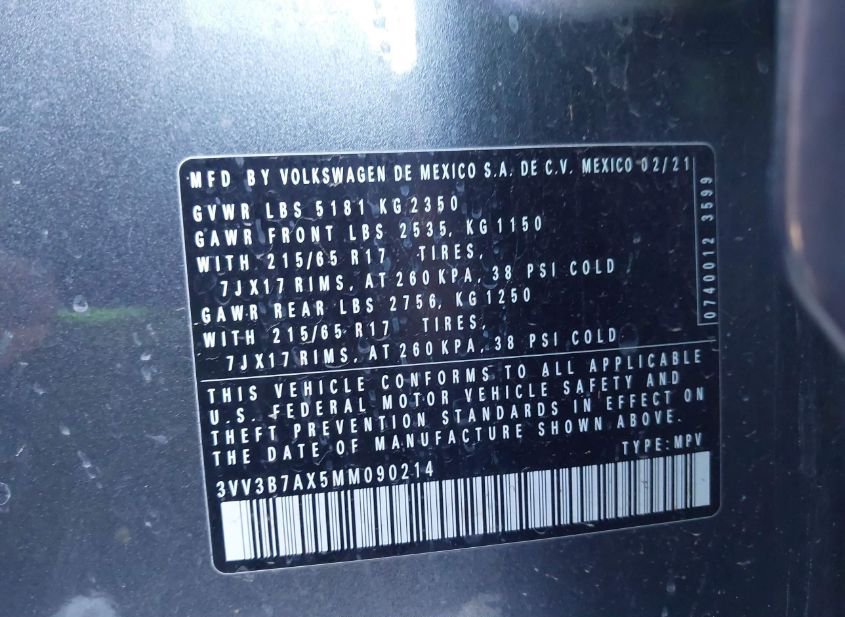 MFD BY VOLKSWAGEN DE MEXICO S.A. DE C.V. MEXICO 02/21
GVWR LBS 5181 KG 2350
GAWR FRONT LBS 2535, KG 1150
WITH 215/65 R17 TIRES,
7JX17 RIMS, AT 260 KPA, 38 PSI COLD
GAWR REAR LBS 2756, KG 1250
WITH 215/65 R17 TIRES,
7JX17 RIMS, AT 260 KPA, 38 PSI COLD
0740012 3599
THIS VEHICLE CONFORMS TO ALL APPLICABLE
U.S. FEDERAL MOTOR VEHICLE SAFETY AND
THEFT PREVENTION STANDARDS IN EFFECT ON
THE DATE OF MANUFACTURE SHOWN ABOVE.
TYPE: MPV
3VV3B7AX5MM090214